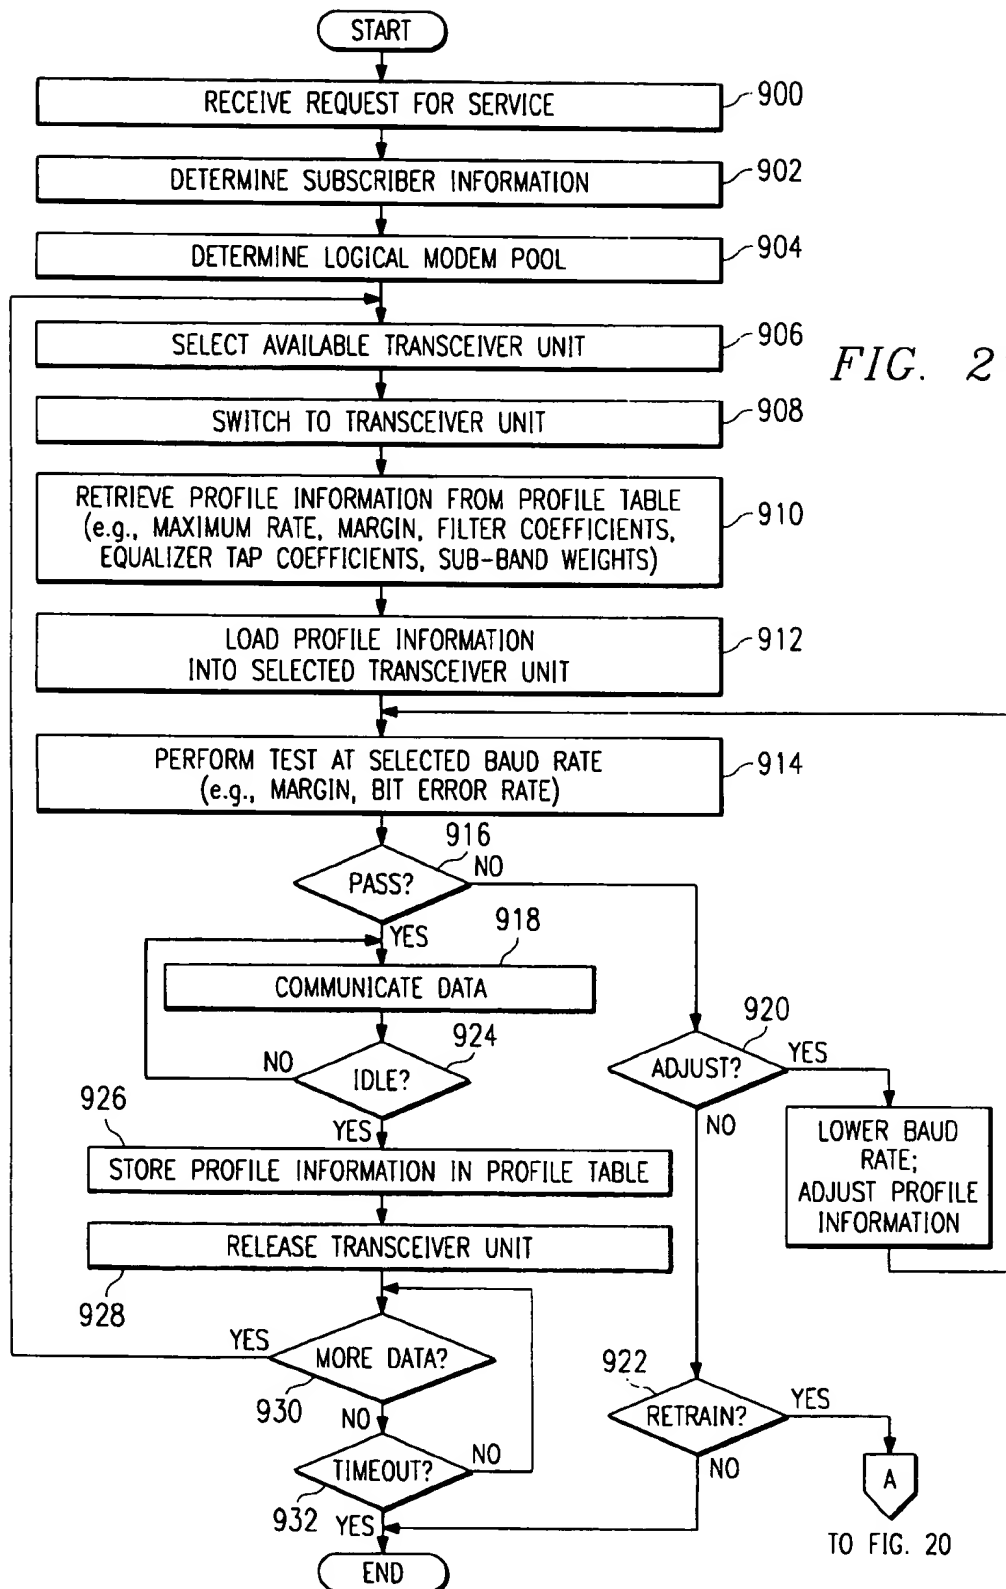 START
RECEIVE REQUEST FOR SERVICE
900
DETERMINE SUBSCRIBER INFORMATION
902
DETERMINE LOGICAL MODEM POOL
904
SELECT AVAILABLE TRANSCEIVER UNIT
906
FIG. 2
SWITCH TO TRANSCEIVER UNIT
908
RETRIEVE PROFILE INFORMATION FROM PROFILE TABLE
(e.g., MAXIMUM RATE, MARGIN, FILTER COEFFICIENTS,
EQUALIZER TAP COEFFICIENTS, SUB-BAND WEIGHTS)
910
LOAD PROFILE INFORMATION
INTO SELECTED TRANSCEIVER UNIT
912
PERFORM TEST AT SELECTED BAUD RATE
(e.g., MARGIN, BIT ERROR RATE)
914
916
PASS?
NO
YES
918
COMMUNICATE DATA
924
IDLE?
NO
YES
920
ADJUST?
YES
NO
LOWER BAUD
RATE;
ADJUST PROFILE
INFORMATION
926
STORE PROFILE INFORMATION IN PROFILE TABLE
RELEASE TRANSCEIVER UNIT
928
YES
MORE DATA?
930
NO
TIMEOUT?
NO
932
YES
922
RETRAIN?
YES
NO
A
TO FIG. 20
END